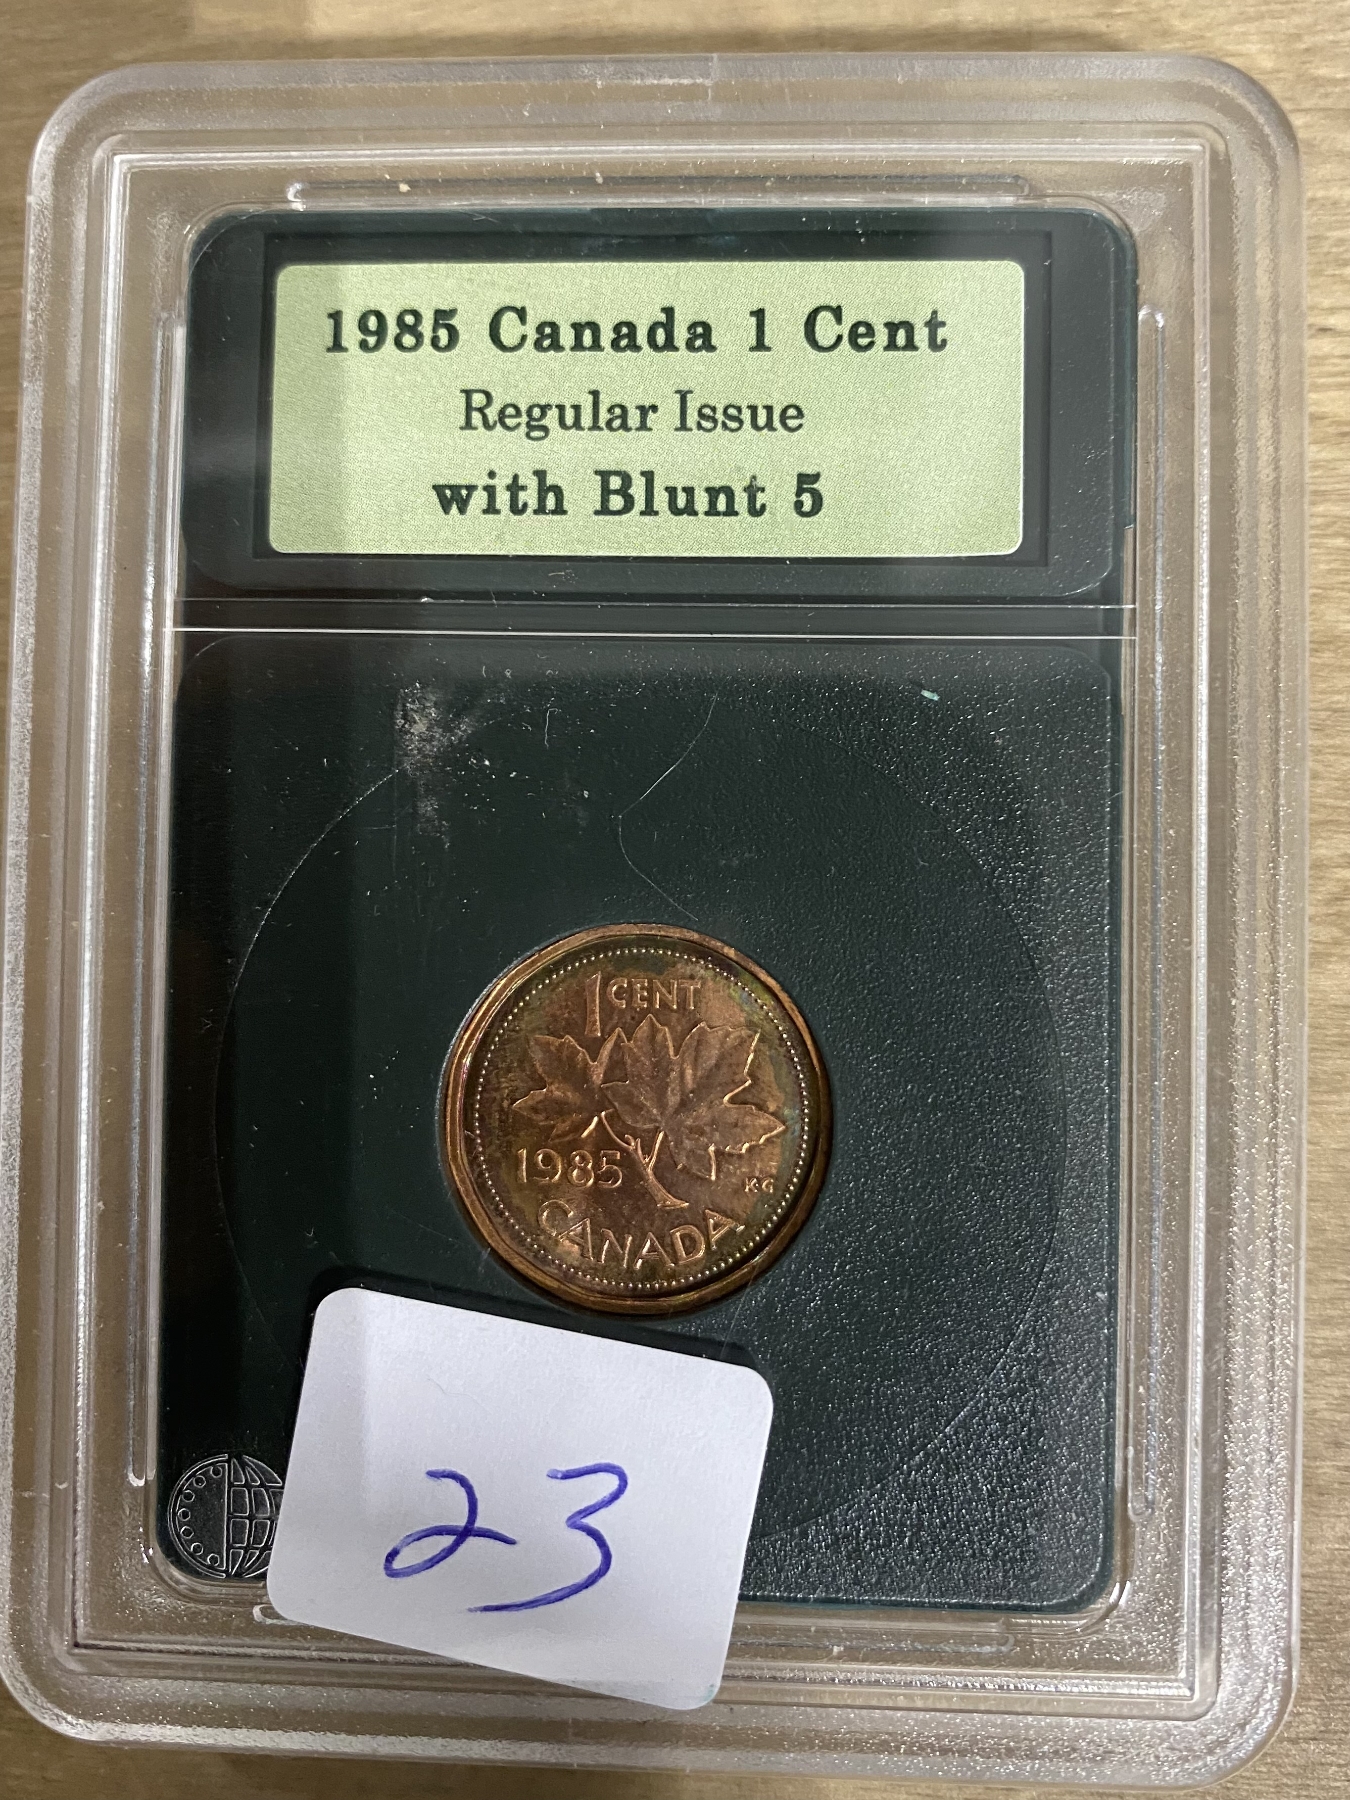 1985 Canada 1 Cent
Regular Issue
with Blunt 5
1 CENT
1985
KG
CANADA
23